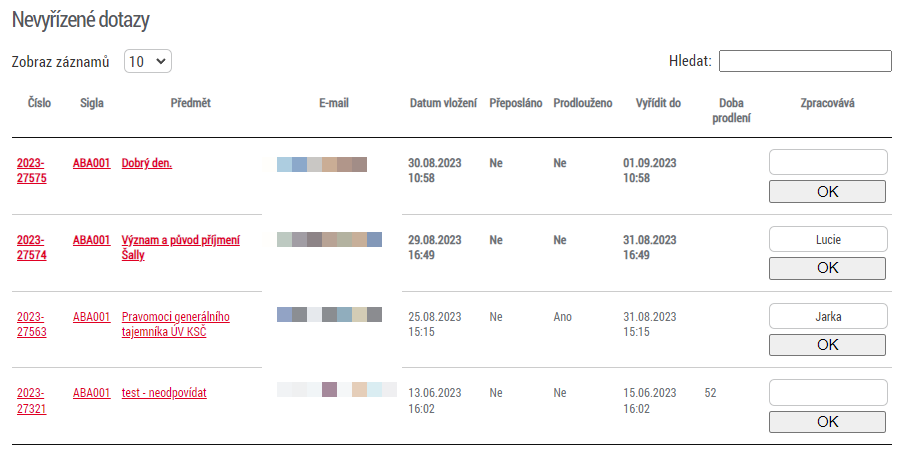 Nevyřízené dotazy
Zobraz záznamů 10 Hledat:
Číslo Sigla Předmět E-mail Datum vložení Přeposláno Prodlouženo Vyřídit do Doba prodlení Zpracovává
2023-27575 ABA001 Dobrý den. 30.08.2023 10:58 Ne Ne 01.09.2023 10:58
OK
2023-27574 ABA001 Význam a původ příjmení Šally 29.08.2023 16:49 Ne Ne 31.08.2023 16:49 Lucie
OK
2023-27563 ABA001 Pravomoci generálního tajemníka ÚV KSČ 25.08.2023 15:15 Ne Ano 31.08.2023 15:15 Jarka
OK
2023-27321 ABA001 test - neodpovídat 13.06.2023 16:02 Ne Ne 15.06.2023 16:02 52
OK